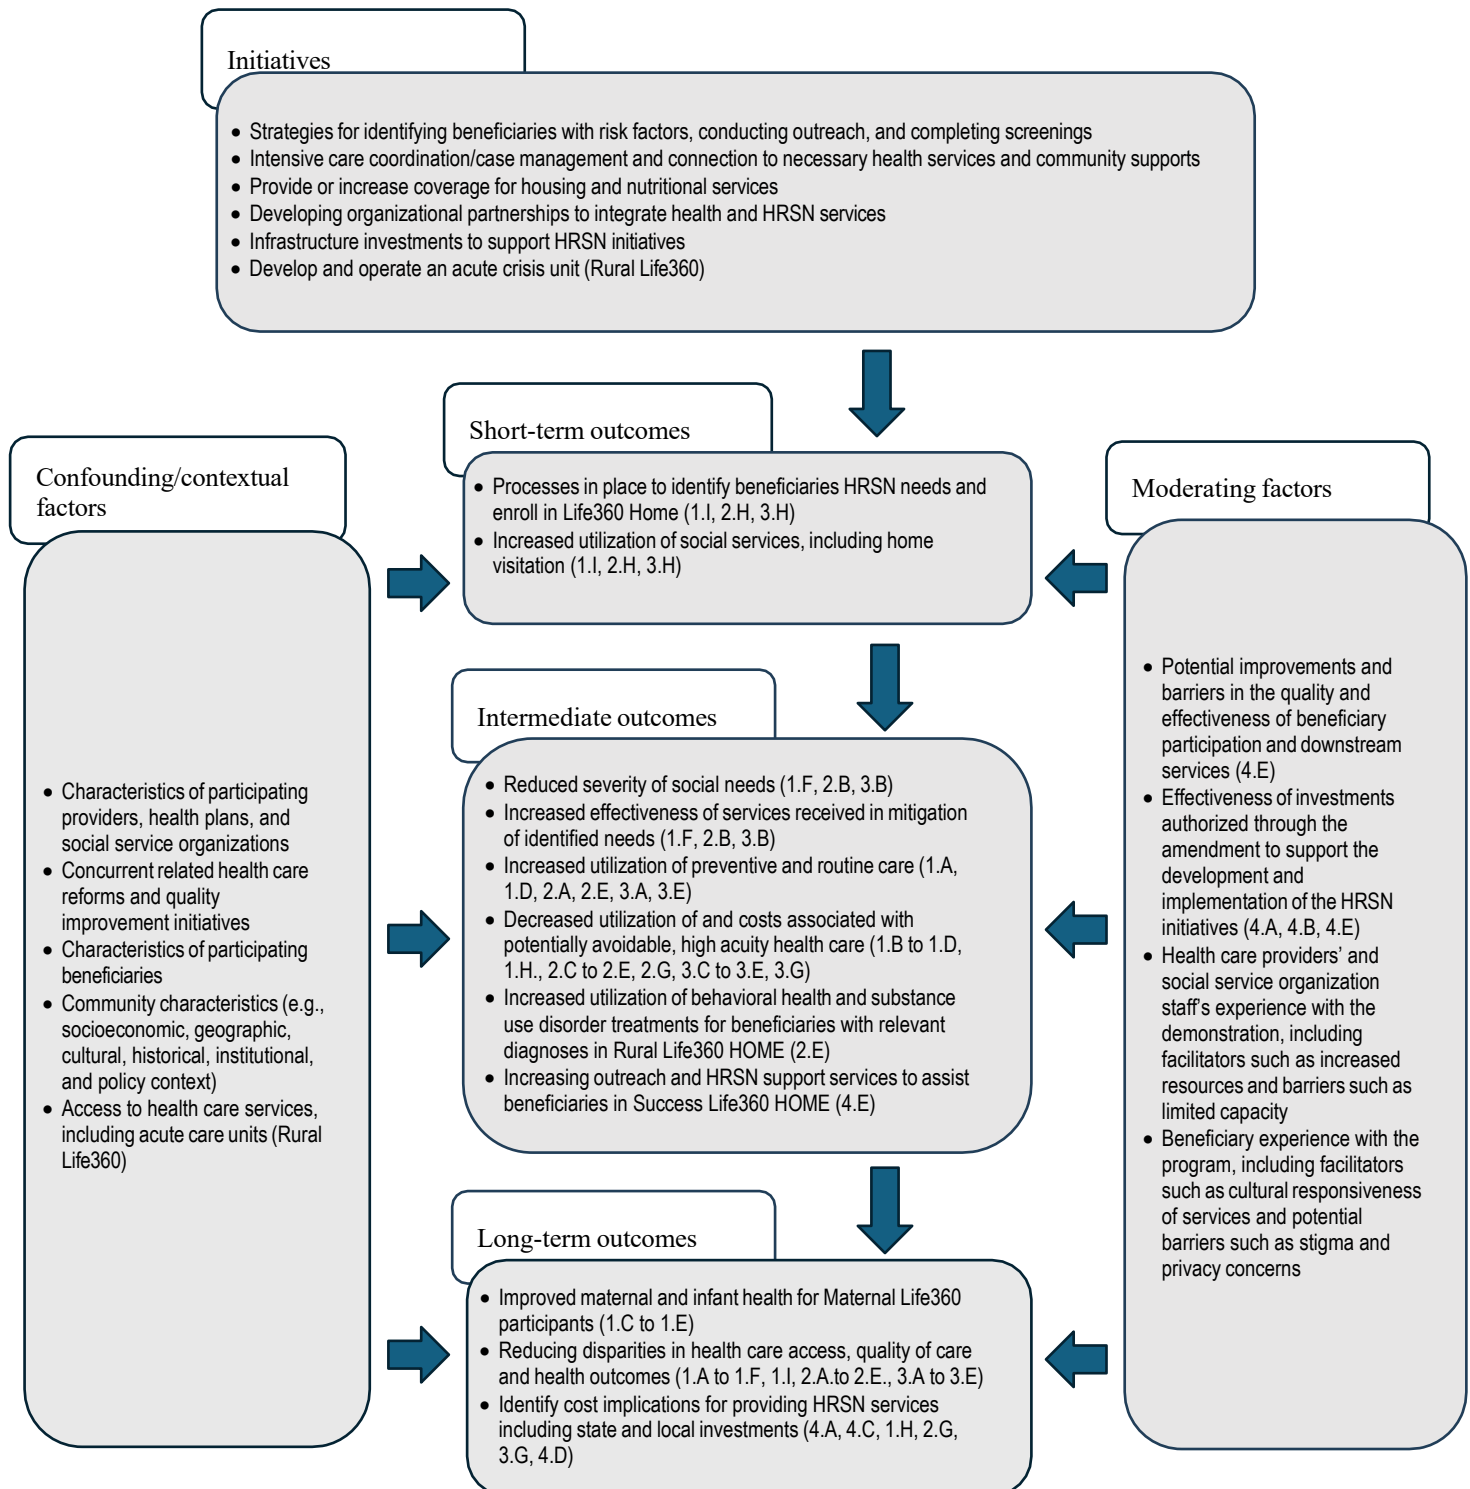 Initiatives
• Strategies for identifying beneficiaries with risk factors, conducting outreach, and completing screenings
• Intensive care coordination/case management and connection to necessary health services and community supports
• Provide or increase coverage for housing and nutritional services
• Developing organizational partnerships to integrate health and HRSN services
• Infrastructure investments to support HRSN initiatives
• Develop and operate an acute crisis unit (Rural Life360)
Short-term outcomes
• Processes in place to identify beneficiaries HRSN needs and
enroll in Life360 Home (1.I, 2.H, 3.H)
• Increased utilization of social services, including home
visitation (1.I, 2.H, 3.H)
Confounding/contextual
factors
• Characteristics of participating
providers, health plans, and
social service organizations
• Concurrent related health care
reforms and quality
improvement initiatives
• Characteristics of participating
beneficiaries
• Community characteristics (e.g.,
socioeconomic, geographic,
cultural, historical, institutional,
and policy context)
• Access to health care services,
including acute care units (Rural
Life360)
Moderating factors
• Potential improvements and
barriers in the quality and
effectiveness of beneficiary
participation and downstream
services (4.E)
• Effectiveness of investments
authorized through the
amendment to support the
development and
implementation of the HRSN
initiatives (4.A, 4.B, 4.E)
• Health care providers’ and
social service organization
staff’s experience with the
demonstration, including
facilitators such as increased
resources and barriers such as
limited capacity
• Beneficiary experience with the
program, including facilitators
such as cultural responsiveness
of services and potential
barriers such as stigma and
privacy concerns
Intermediate outcomes
• Reduced severity of social needs (1.F, 2.B, 3.B)
• Increased effectiveness of services received in mitigation
of identified needs (1.F, 2.B, 3.B)
• Increased utilization of preventive and routine care (1.A,
1.D, 2.A, 2.E, 3.A, 3.E)
• Decreased utilization of and costs associated with
potentially avoidable, high acuity health care (1.B to 1.D,
1.H., 2.C to 2.E, 2.G, 3.C to 3.E, 3.G)
• Increased utilization of behavioral health and substance
use disorder treatments for beneficiaries with relevant
diagnoses in Rural Life360 HOME (2.E)
• Increasing outreach and HRSN support services to assist
beneficiaries in Success Life360 HOME (4.E)
Long-term outcomes
• Improved maternal and infant health for Maternal Life360
participants (1.C to 1.E)
• Reducing disparities in health care access, quality of care
and health outcomes (1.A to 1.F, 1.I, 2.A.to 2.E., 3.A to 3.E)
• Identify cost implications for providing HRSN services
including state and local investments (4.A, 4.C, 1.H, 2.G,
3.G, 4.D)